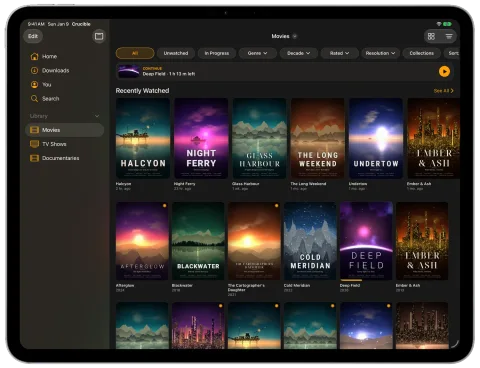 9:41 AM Sun Jan 9 Crucible
Edit
Home
Downloads
You
Search
Library
Movies
TV Shows
Documentaries
Movies
All
Unwatched
In Progress
Genre
Decade
Rated
Resolution
Collections
Sort
CONTINUE
Deep Field · 1 h 13 m left
Recently Watched
See All
HALCYON
NIGHT
FERRY
GLASS
HARBOUR
THE LONG
WEEKEND
UNDERTOW
EMBER
& ASH
Halcyon
Night Ferry
Glass Harbour
The Long Weekend
Undertow
Ember & Ash
AFTERGLOW
BLACKWATER
COLD
MERIDIAN
DEEP
FIELD
EMBER
& ASH
Afterglow
Blackwater
The Cartographer's
Daughter
Cold Meridian
Deep Field
Ember & Ash